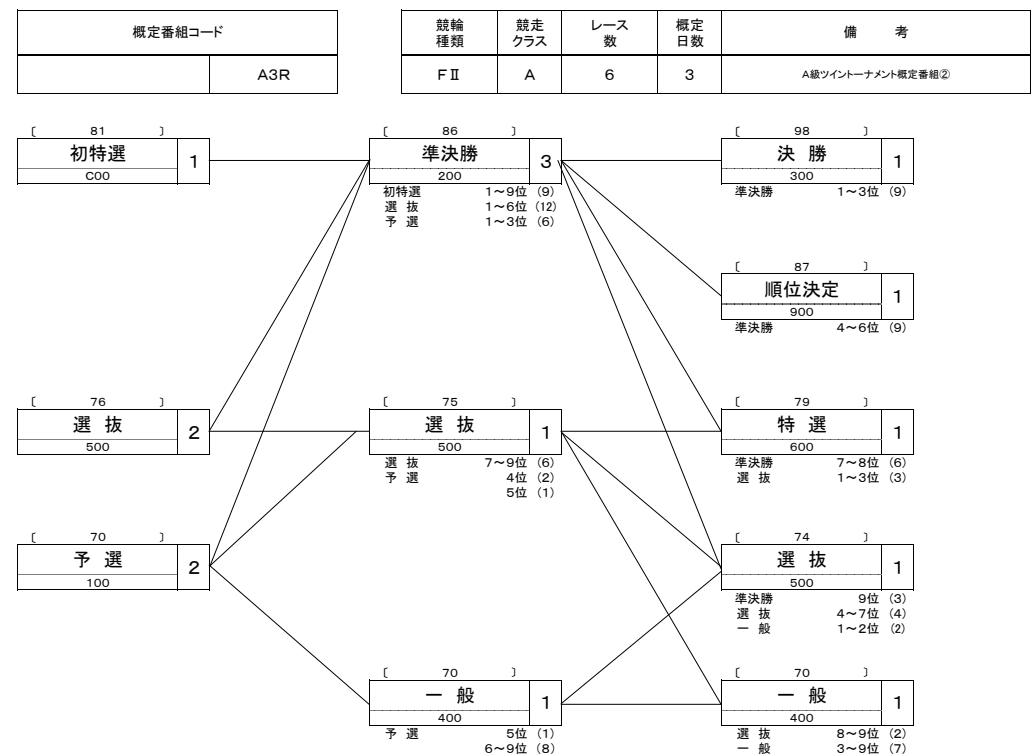 概定番組コード
A3R
競輪種類 競走クラス レース数 概定日数 備 考
FⅡ A 6 3 A級ツイントーナメント概定番組②
〔 81 〕
初特選 1
C00
〔 86 〕
準決勝 3
200
初特選 1~9位 (9)
選 抜 1~6位 (12)
予 選 1~3位 (6)
〔 98 〕
決 勝 1
300
準決勝 1~3位 (9)
〔 87 〕
順位決定 1
900
準決勝 4~6位 (9)
〔 76 〕
選 抜 2
500
〔 75 〕
選 抜 1
500
選 抜 7~9位 (6)
予 選 4位 (2)
5位 (1)
〔 79 〕
特 選 1
600
準決勝 7~8位 (6)
選 抜 1~3位 (3)
〔 70 〕
予 選 2
100
〔 74 〕
選 抜 1
500
準決勝 9位 (3)
選 抜 4~7位 (4)
一 般 1~2位 (2)
〔 70 〕
一 般 1
400
予 選 5位 (1)
6~9位 (8)
〔 70 〕
一 般 1
400
選 抜 8~9位 (2)
一 般 3~9位 (7)